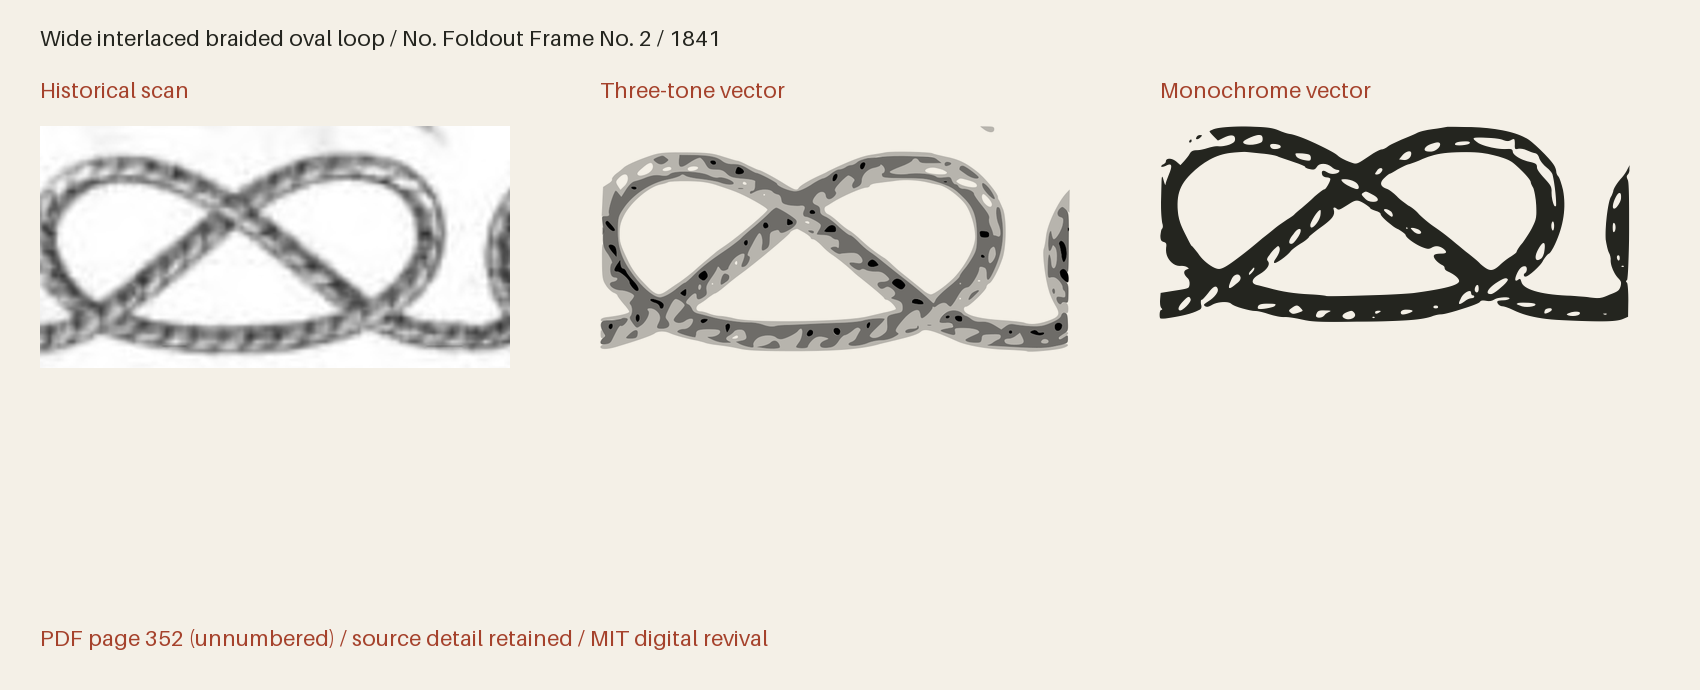 Wide interlaced braided oval loop / No. Foldout Frame No. 2 / 1841
Historical scan
Three-tone vector
Monochrome vector
PDF page 352 (unnumbered) / source detail retained / MIT digital revival